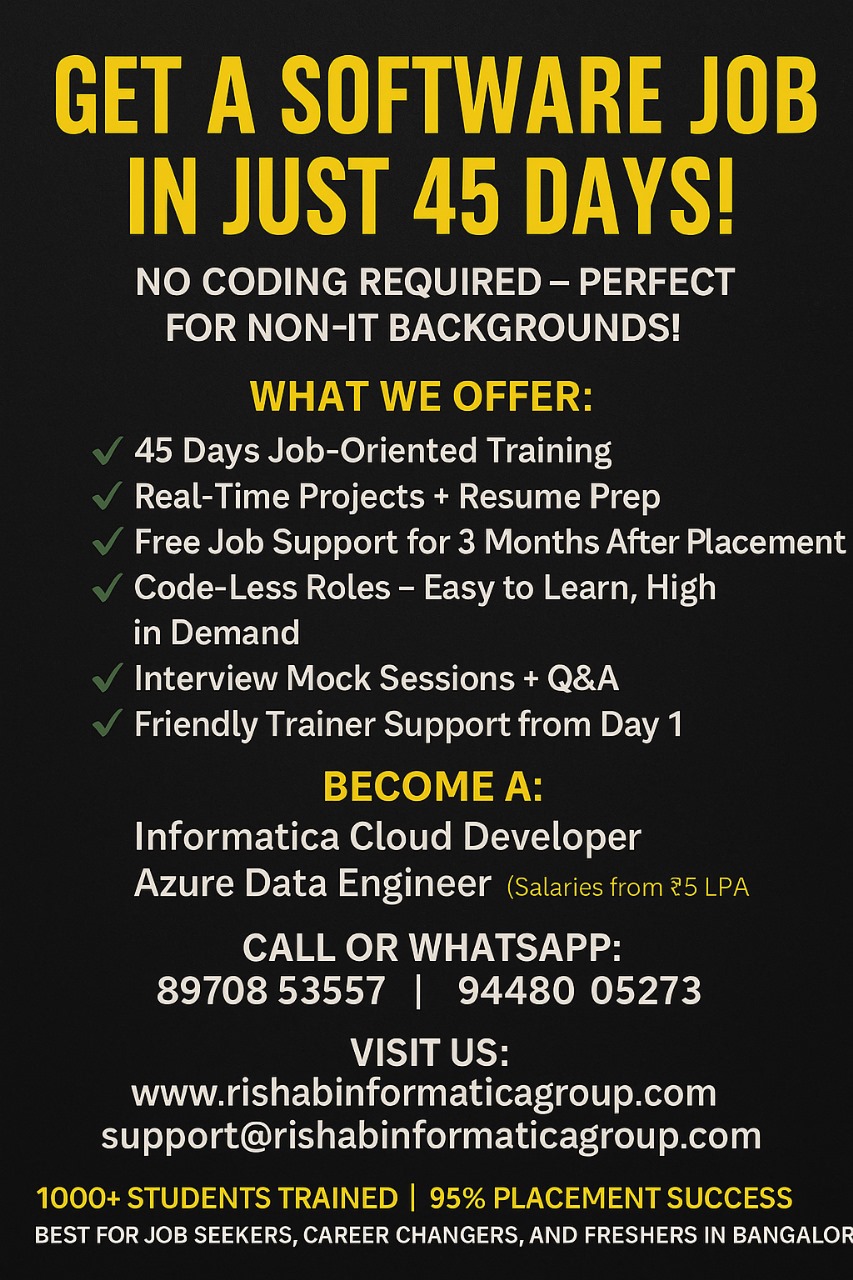 GET A SOFTWARE JOB
IN JUST 45 DAYS!
NO CODING REQUIRED – PERFECT
FOR NON-IT BACKGROUNDS!
WHAT WE OFFER:
✓ 45 Days Job-Oriented Training
✓ Real-Time Projects + Resume Prep
✓ Free Job Support for 3 Months After Placement
✓ Code-Less Roles – Easy to Learn, High
in Demand
✓ Interview Mock Sessions + Q&A
✓ Friendly Trainer Support from Day 1
BECOME A:
Informatica Cloud Developer
Azure Data Engineer (Salaries from ₹5 LPA
CALL OR WHATSAPP:
89708 53557 | 94480 05273
VISIT US:
www.rishabinformaticagroup.com
support@rishabinformaticagroup.com
1000+ STUDENTS TRAINED | 95% PLACEMENT SUCCESS
BEST FOR JOB SEEKERS, CAREER CHANGERS, AND FRESHERS IN BANGALOR